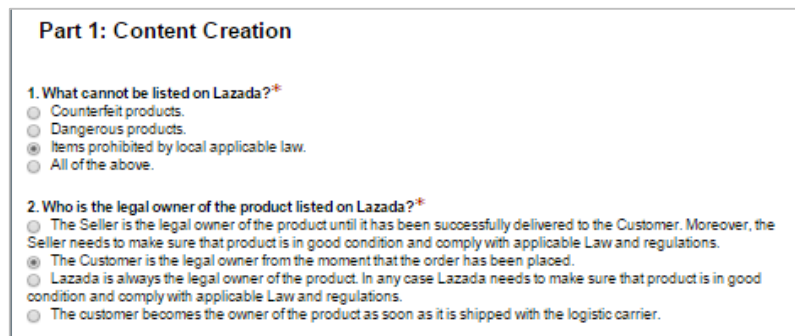 Part 1: Content Creation
1. What cannot be listed on Lazada?*
Counterfeit products.
Dangerous products.
Items prohibited by local applicable law.
All of the above.
2. Who is the legal owner of the product listed on Lazada?*
The Seller is the legal owner of the product until it has been successfully delivered to the Customer. Moreover, the
Seller needs to make sure that product is in good condition and comply with applicable Law and regulations.
The Customer is the legal owner from the moment that the order has been placed.
Lazada is always the legal owner of the product. In any case Lazada needs to make sure that product is in good
condition and comply with applicable Law and regulations.
The customer becomes the owner of the product as soon as it is shipped with the logistic carrier.